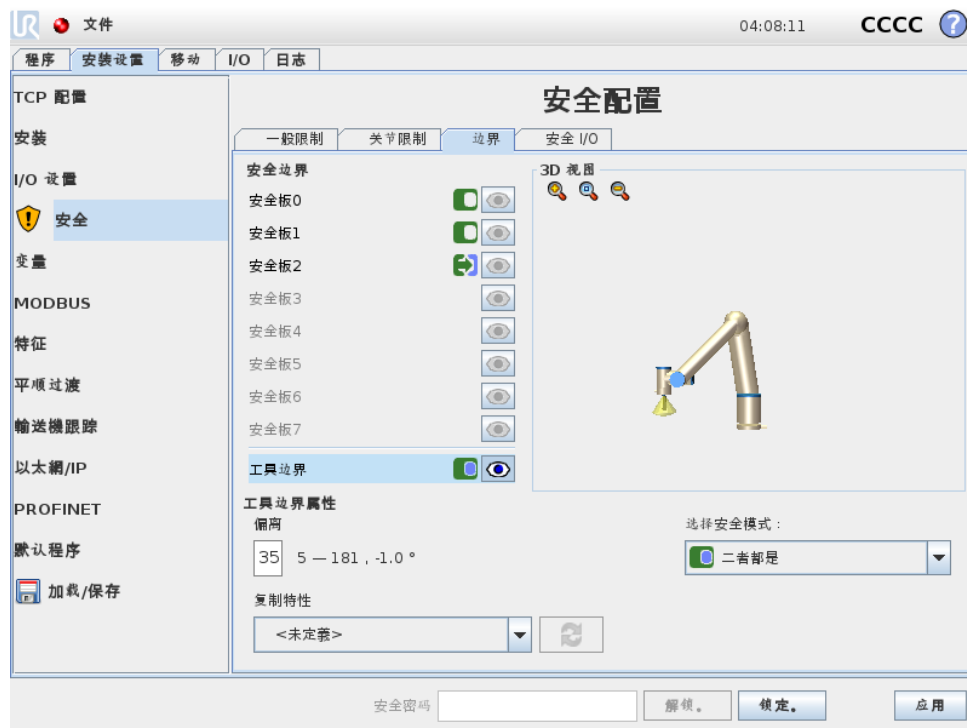 UR 文件 04:08:11 CCCC ?
程序 安装设置 移动 I/O 日志
TCP 配置
安装
I/O 设置
安全
变量
MODBUS
特征
平顺过渡
輸送機跟踪
以太網/IP
PROFINET
默认程序
加载/保存
安全配置
一般限制 关节限制 边界 安全 I/O
安全边界
安全板0
安全板1
安全板2
安全板3
安全板4
安全板5
安全板6
安全板7
工具边界
3D 视图
工具边界属性
偏离
35 5 — 181 , -1.0 °
复制特性
<未定義>
选择安全模式：
二者都是
安全密码 解锁。 锁定。 应用